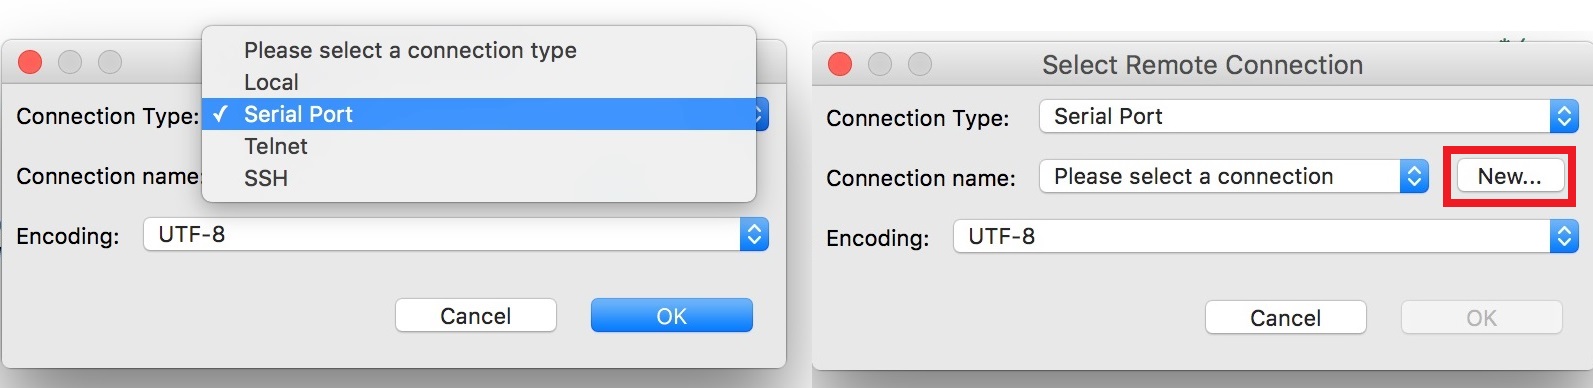 Please select a connection type
Local
Connection Type: ✓ Serial Port
Telnet
Connection name:
SSH
Encoding: UTF-8
Cancel OK
Select Remote Connection
Connection Type: Serial Port
Connection name: Please select a connection New...
Encoding: UTF-8
Cancel OK